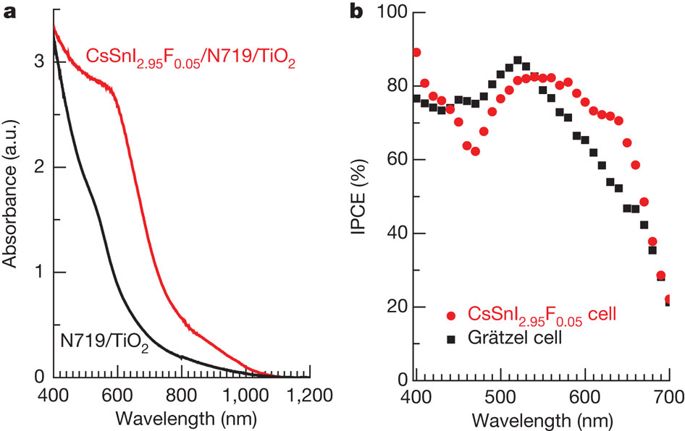 a
3
2
1
0
Absorbance (a.u.)
CsSnI2.95F0.05/N719/TiO2
N719/TiO2
400 600 800 1,000 1,200
Wavelength (nm)
b
100
80
60
40
20
0
IPCE (%)
CsSnI2.95F0.05 cell
Grätzel cell
400 500 600 700
Wavelength (nm)